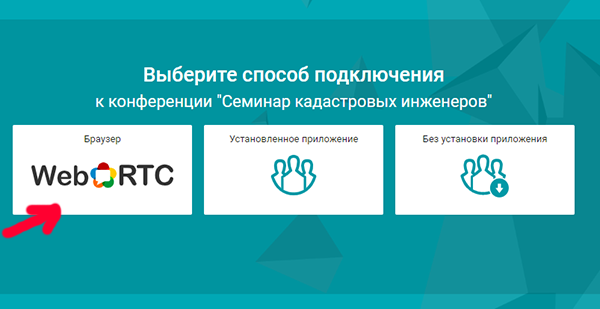 Выберите способ подключения
к конференции "Семинар кадастровых инженеров"
Браузер
WebRTC
Установленное приложение
Без установки приложения